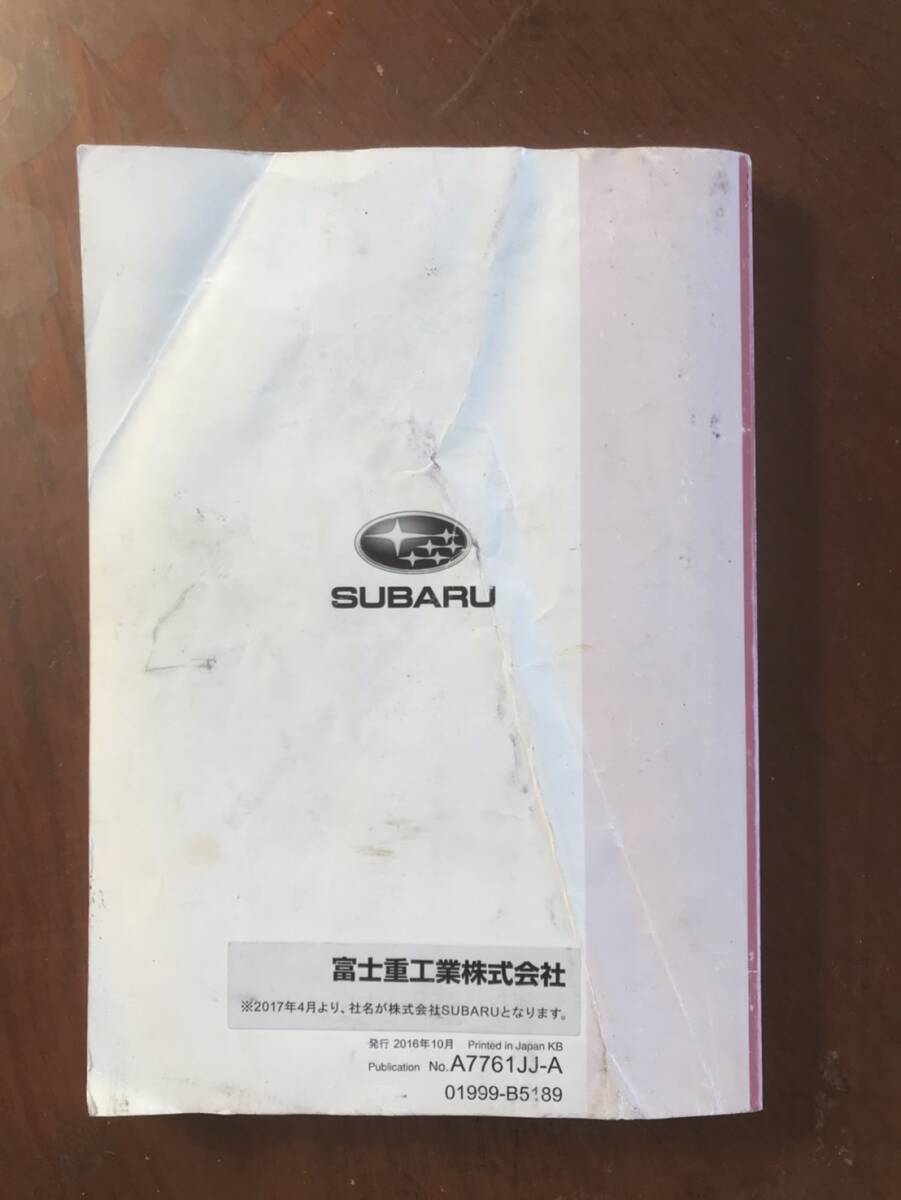 SUBARU
富士重工業株式会社
※2017年4月より、社名が株式会社SUBARUとなります。
発行 2016年10月 Printed in Japan KB
Publication No.A7761JJ-A
01999-B5189